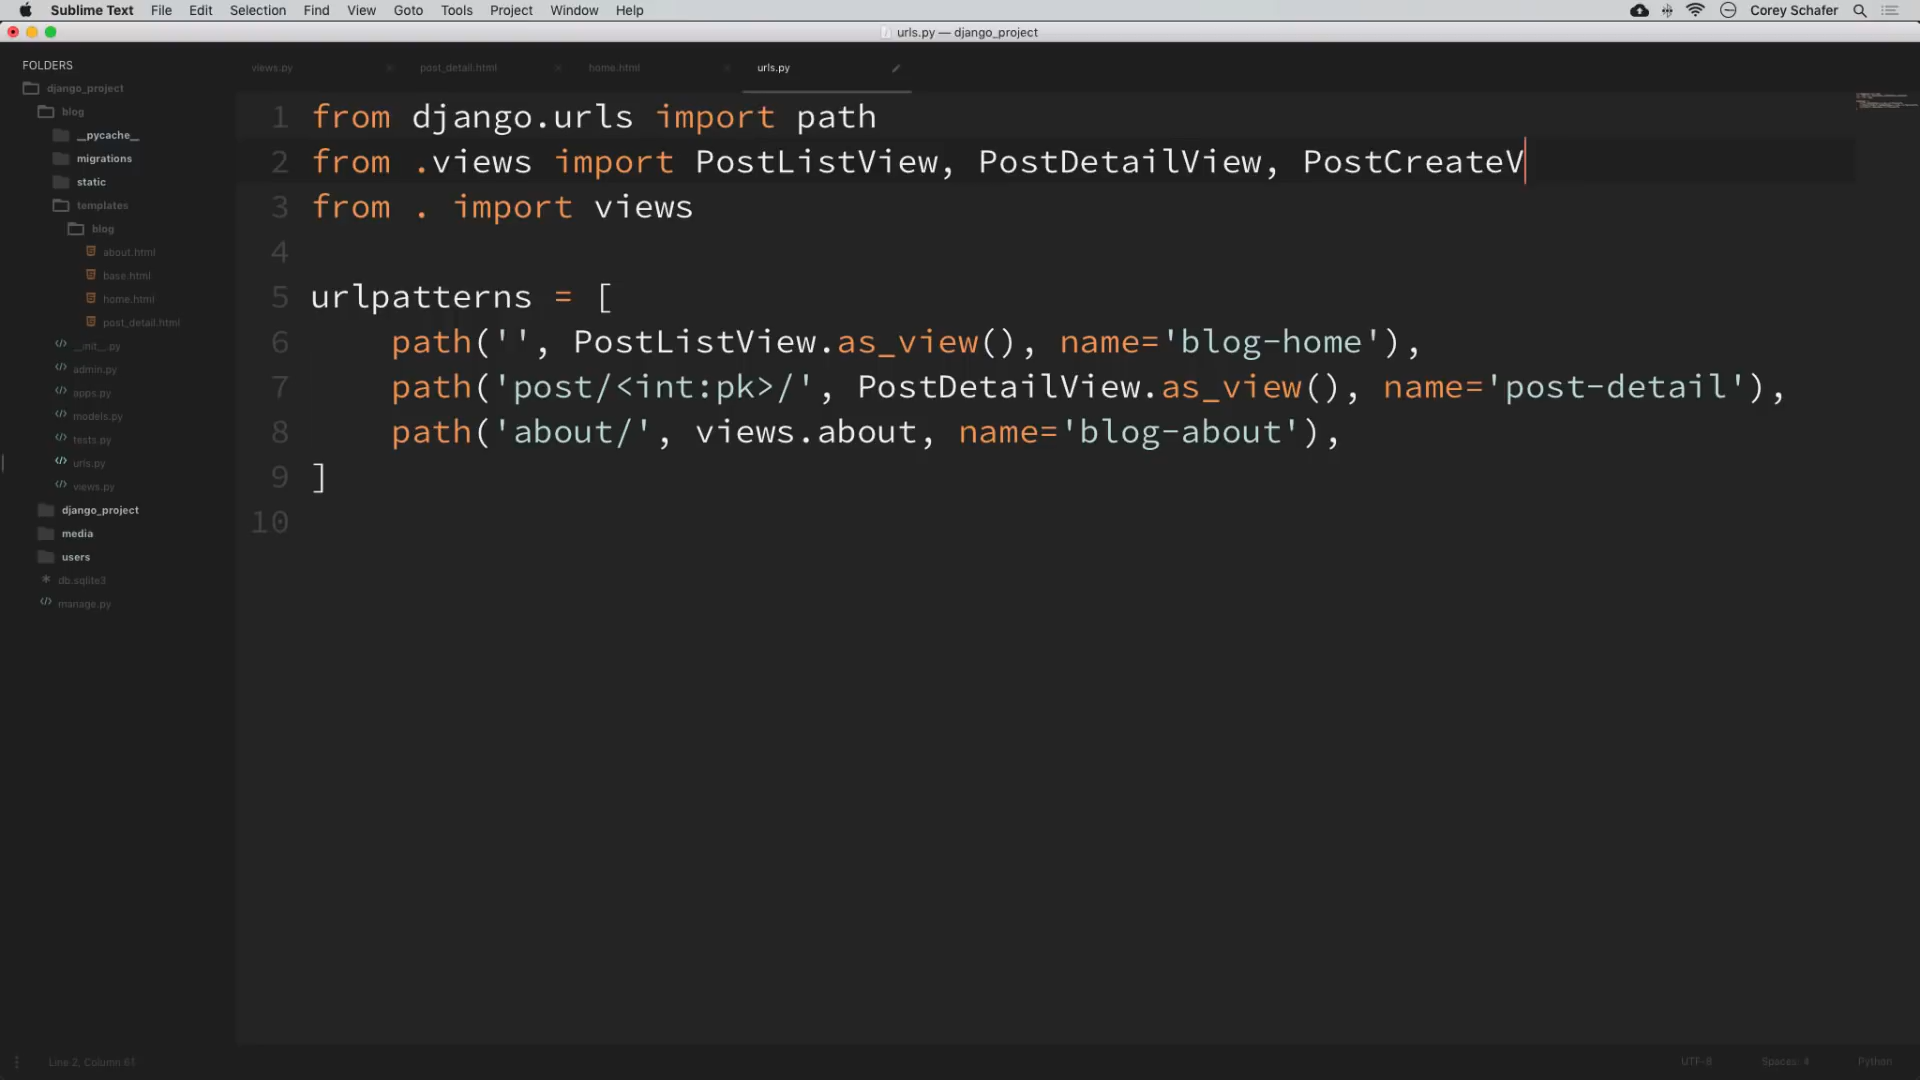 Sublime Text File Edit Selection Find View Goto Tools Project Window Help Corey Schafer
urls.py — django_project
FOLDERS
django_project
blog
__pycache__
migrations
static
templates
blog
about.html
base.html
home.html
post_detail.html
__init__.py
admin.py
apps.py
models.py
tests.py
urls.py
views.py
django_project
media
users
db.sqlite3
manage.py
views.py post_detail.html home.html urls.py
1 from django.urls import path
2 from .views import PostListView, PostDetailView, PostCreateV
3 from . import views
4
5 urlpatterns = [
6 path('', PostListView.as_view(), name='blog-home'),
7 path('post/<int:pk>/', PostDetailView.as_view(), name='post-detail'),
8 path('about/', views.about, name='blog-about'),
9 ]
10
Line 2, Column 61 UTF-8 Spaces: 4 Python